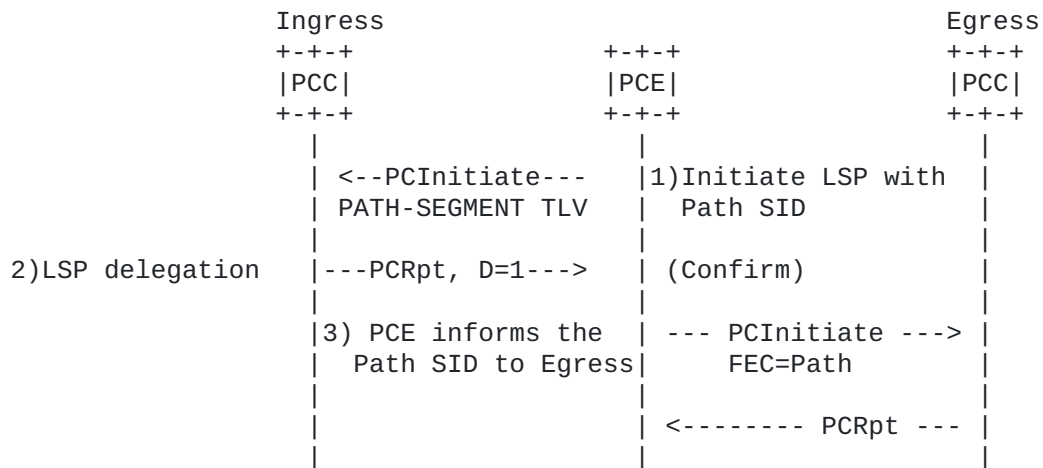 Ingress                                     Egress
                 +-+-+                 +-+-+                 +-+-+
                 |PCC|                 |PCE|                 |PCC|
                 +-+-+                 +-+-+                 +-+-+
                   |                     |                     |
                   | <--PCInitiate---    |1)Initiate LSP with  |
                   | PATH-SEGMENT TLV    |  Path SID           |
                   |                     |                     |
2)LSP delegation   |---PCRpt, D=1--->    | (Confirm)           |
                   |                     |                     |
                   |3) PCE informs the   | --- PCInitiate ---> |
                   |  Path SID to Egress|     FEC=Path        |
                   |                     |                     |
                   |                     | <-------- PCRpt --- |
                   |                     |                     |